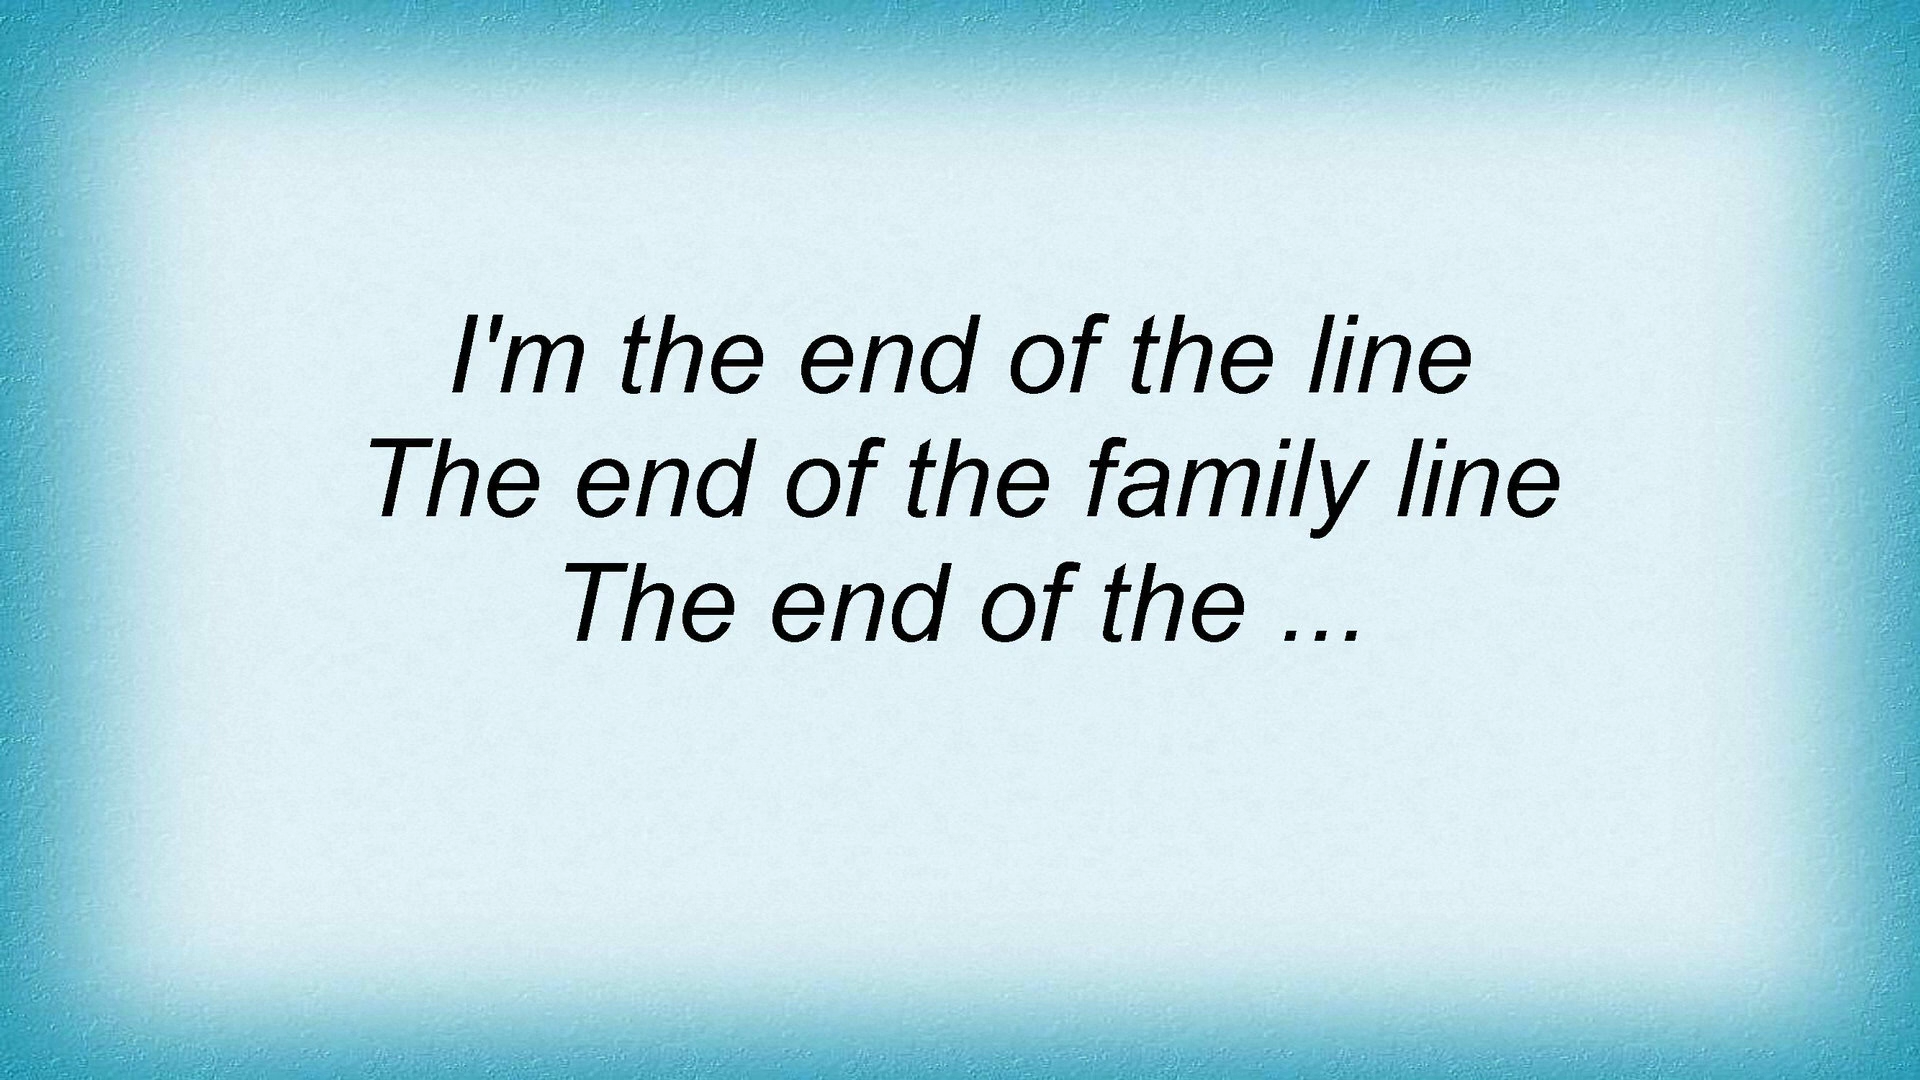 I'm the end of the line
The end of the family line
The end of the ...